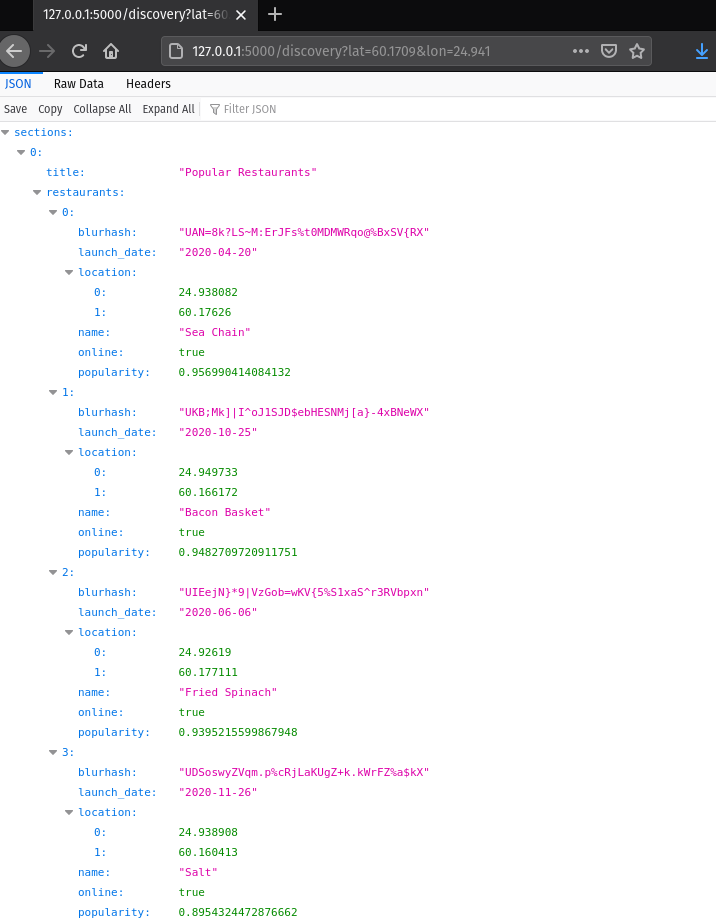 127.0.0.1:5000/discovery?lat=60
127.0.0.1:5000/discovery?lat=60.1709&lon=24.941
JSON Raw Data Headers
Save Copy Collapse All Expand All Filter JSON
sections:
0:
title: "Popular Restaurants"
restaurants:
0:
blurhash: "UAN=8k?LS~M:ErJFs%t0MDMWRqo@%BxSV{RX"
launch_date: "2020-04-20"
location:
0: 24.938082
1: 60.17626
name: "Sea Chain"
online: true
popularity: 0.956990414084132
1:
blurhash: "UKB;Mk]|I^oJ1SJD$ebHESNMj[a}-4xBNeWX"
launch_date: "2020-10-25"
location:
0: 24.949733
1: 60.166172
name: "Bacon Basket"
online: true
popularity: 0.9482709720911751
2:
blurhash: "UIEejN}*9|VzGob=wKV{5%S1xaS^r3RVbpxn"
launch_date: "2020-06-06"
location:
0: 24.92619
1: 60.177111
name: "Fried Spinach"
online: true
popularity: 0.9395215599867948
3:
blurhash: "UDSoswyZVqm.p%cRjLaKUgZ+k.kWrFZ%a$kX"
launch_date: "2020-11-26"
location:
0: 24.938908
1: 60.160413
name: "Salt"
online: true
popularity: 0.8954324472876662